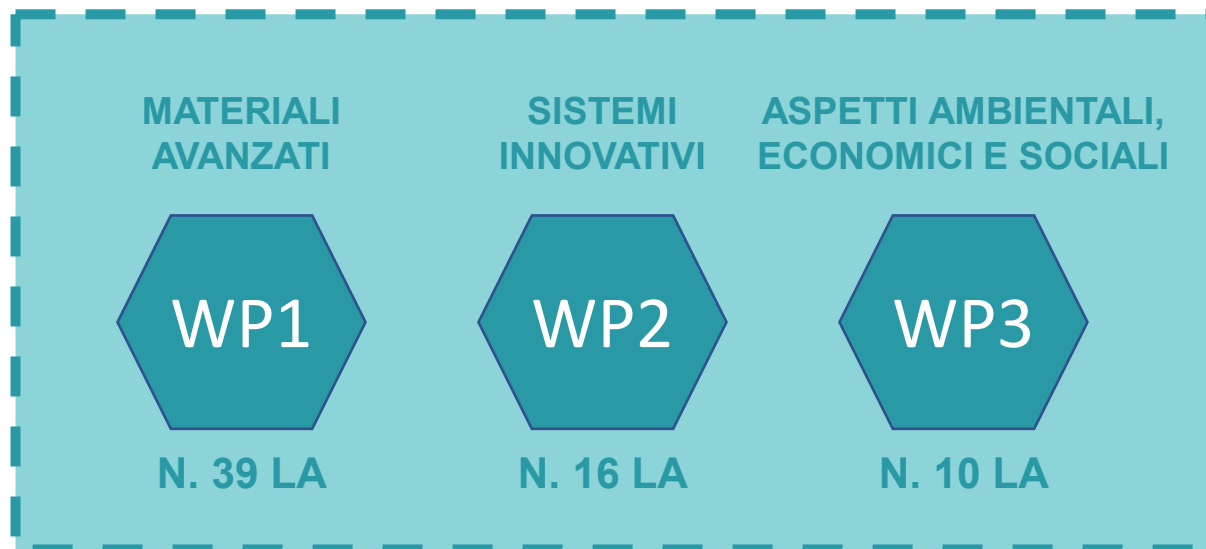 MATERIALI
AVANZATI
SISTEMI
INNOVATIVI
ASPETTI AMBIENTALI,
ECONOMICI E SOCIALI
WP1
WP2
WP3
N. 39 LA
N. 16 LA
N. 10 LA